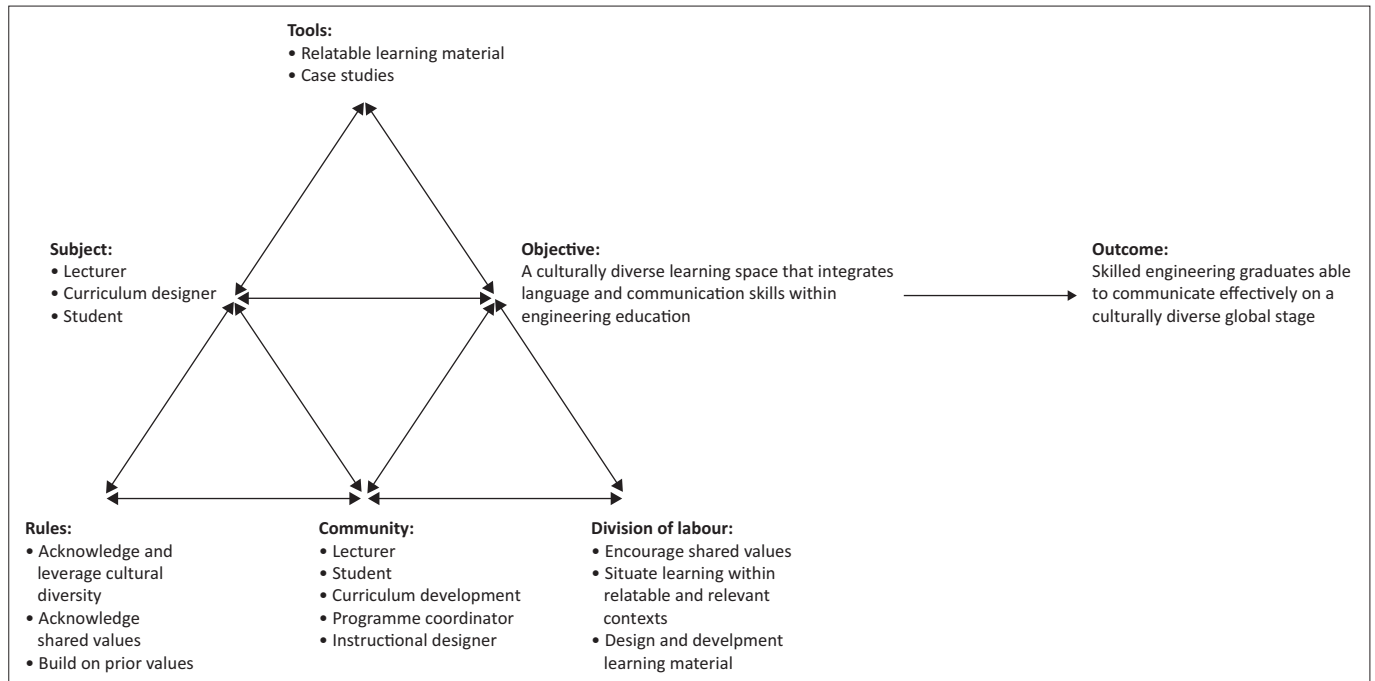 Tools:
• Relatable learning material
• Case studies
Subject:
• Lecturer
• Curriculum designer
• Student
Objective:
A culturally diverse learning space that integrates
language and communication skills within
engineering education
Outcome:
Skilled engineering graduates able
to communicate effectively on a
culturally diverse global stage
Rules:
• Acknowledge and
leverage cultural
diversity
• Acknowledge
shared values
• Build on prior values
Community:
• Lecturer
• Student
• Curriculum development
• Programme coordinator
• Instructional designer
Division of labour:
• Encourage shared values
• Situate learning within
relatable and relevant
contexts
• Design and develpment
learning material